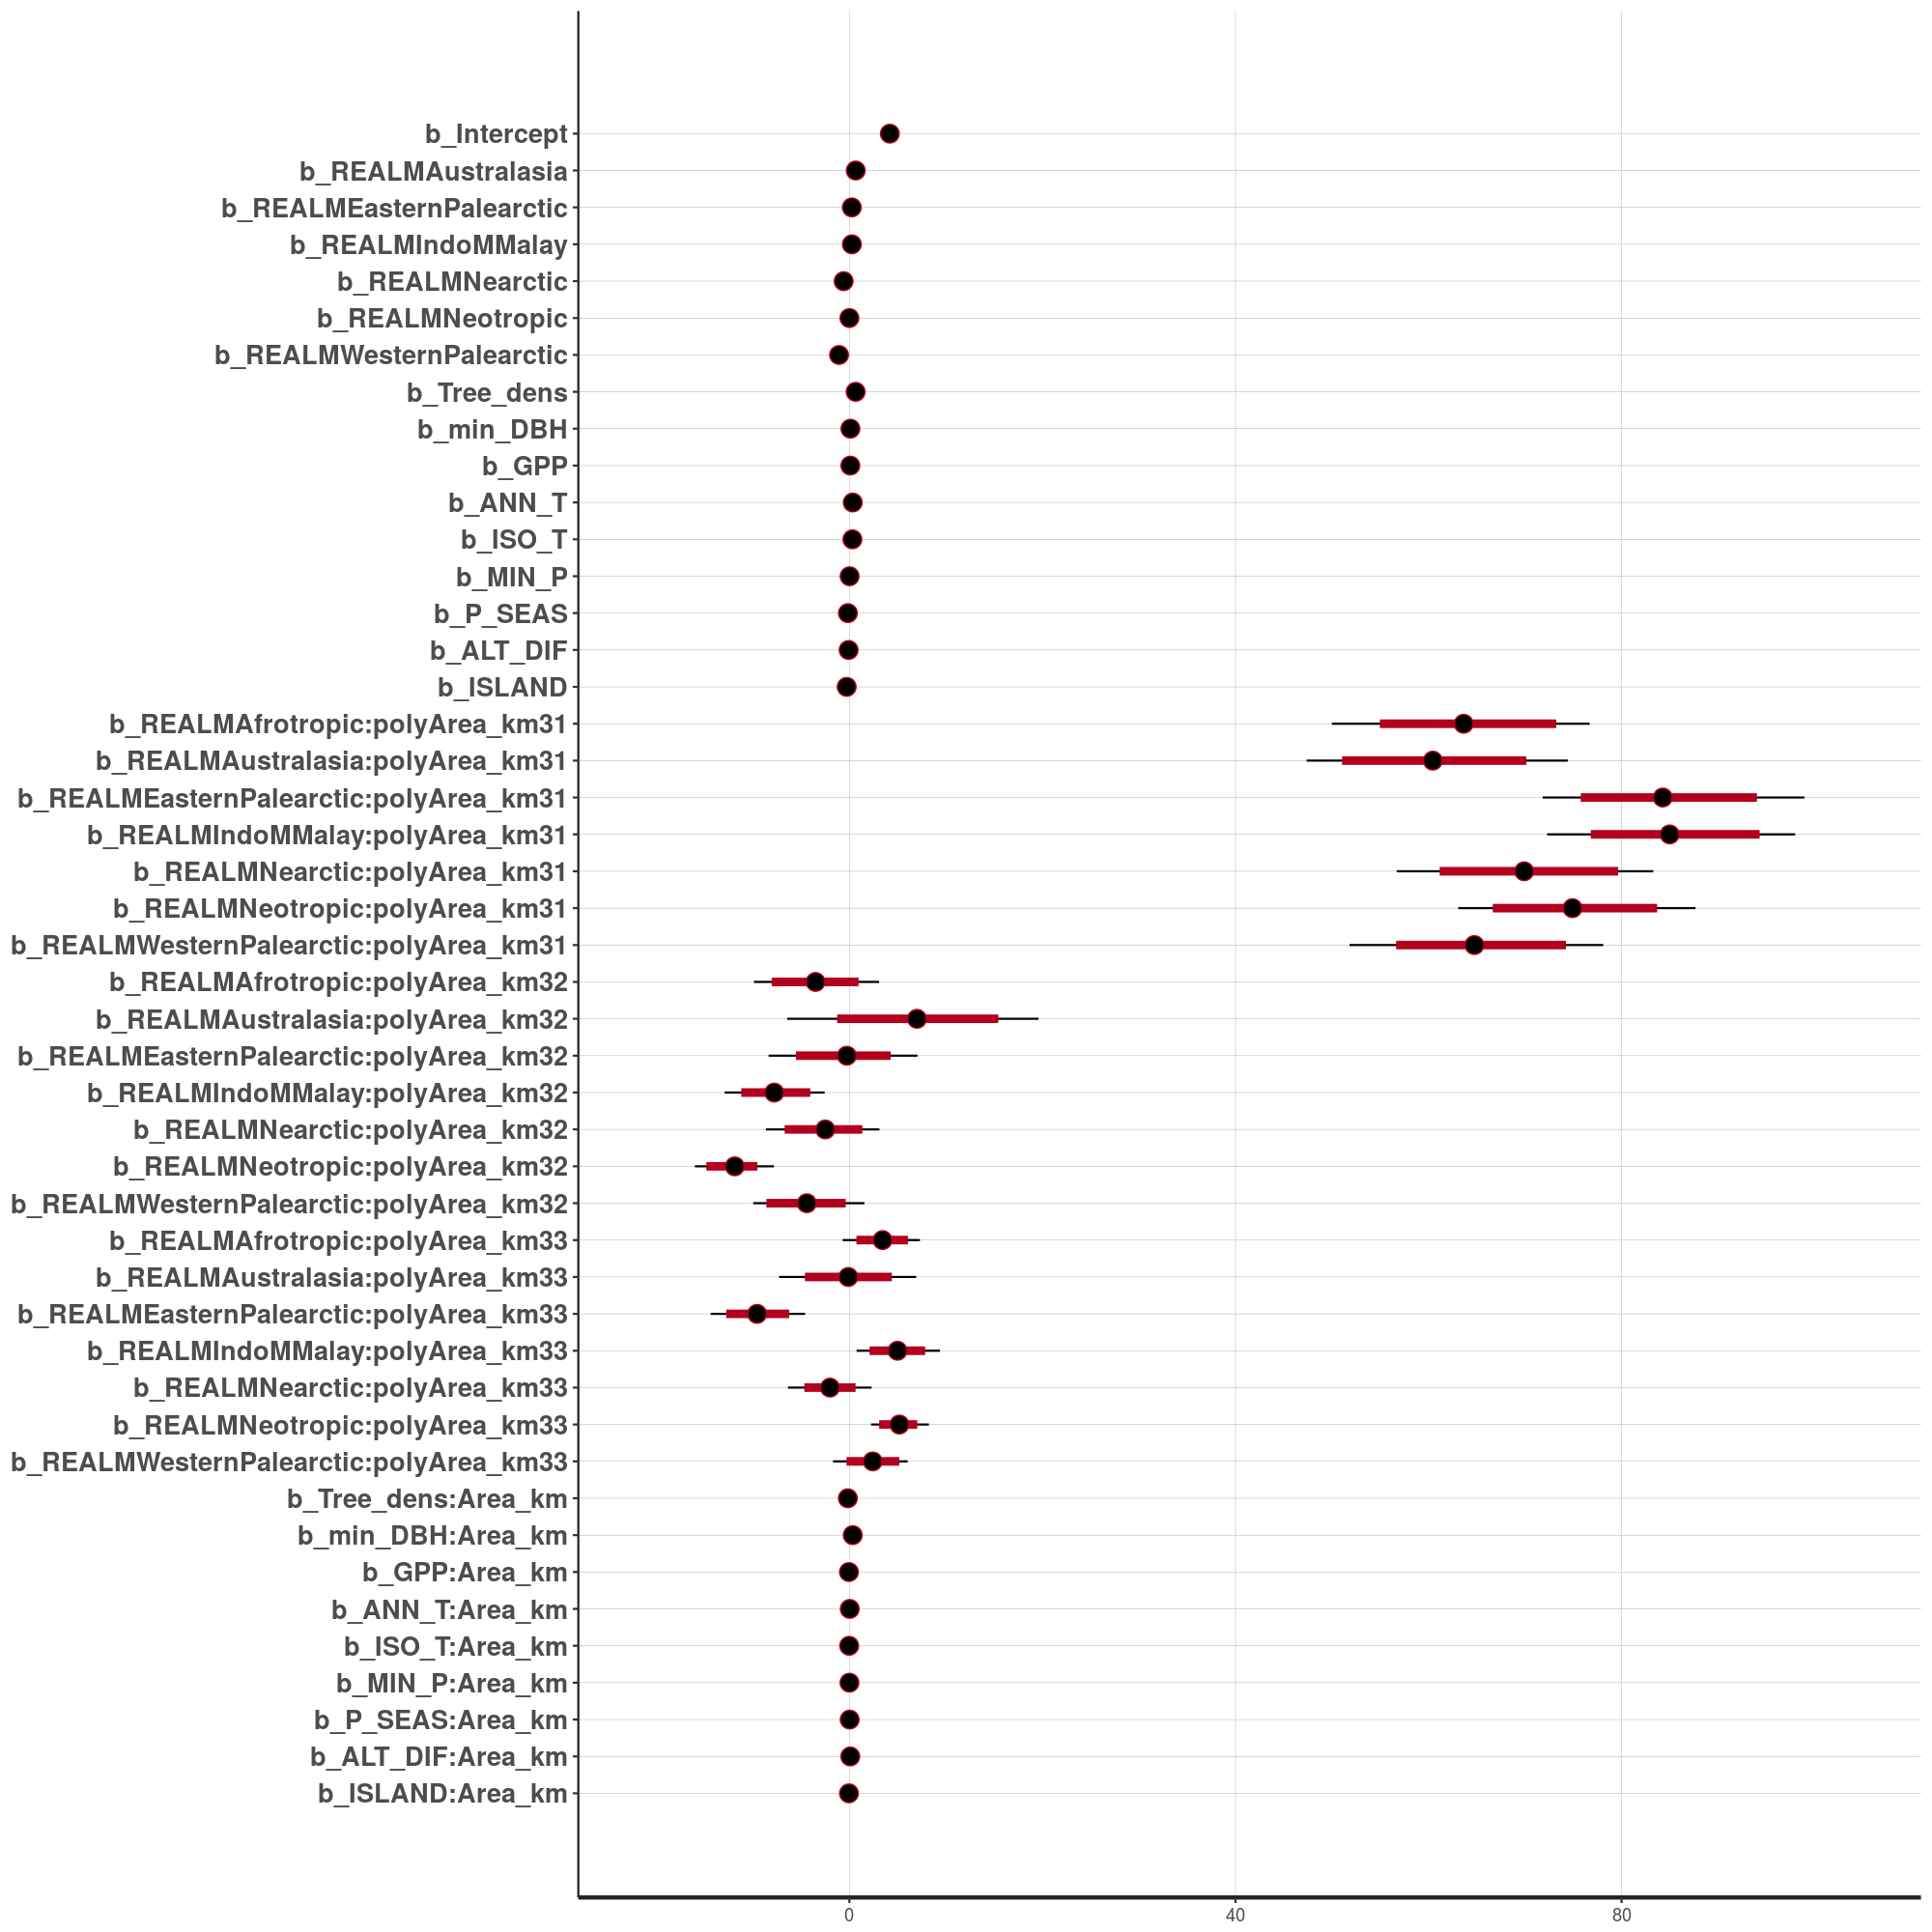 b_Intercept
b_REALMAustralasia
b_REALMEasternPalearctic
b_REALMIndoMMalay
b_REALMNearctic
b_REALMNeotropic
b_REALMWesternPalearctic
b_Tree_dens
b_min_DBH
b_GPP
b_ANN_T
b_ISO_T
b_MIN_P
b_P_SEAS
b_ALT_DIF
b_ISLAND
b_REALMAfrotropic:polyArea_km31
b_REALMAustralasia:polyArea_km31
b_REALMEasternPalearctic:polyArea_km31
b_REALMIndoMMalay:polyArea_km31
b_REALMNearctic:polyArea_km31
b_REALMNeotropic:polyArea_km31
b_REALMWesternPalearctic:polyArea_km31
b_REALMAfrotropic:polyArea_km32
b_REALMAustralasia:polyArea_km32
b_REALMEasternPalearctic:polyArea_km32
b_REALMIndoMMalay:polyArea_km32
b_REALMNearctic:polyArea_km32
b_REALMNeotropic:polyArea_km32
b_REALMWesternPalearctic:polyArea_km32
b_REALMAfrotropic:polyArea_km33
b_REALMAustralasia:polyArea_km33
b_REALMEasternPalearctic:polyArea_km33
b_REALMIndoMMalay:polyArea_km33
b_REALMNearctic:polyArea_km33
b_REALMNeotropic:polyArea_km33
b_REALMWesternPalearctic:polyArea_km33
b_Tree_dens:Area_km
b_min_DBH:Area_km
b_GPP:Area_km
b_ANN_T:Area_km
b_ISO_T:Area_km
b_MIN_P:Area_km
b_P_SEAS:Area_km
b_ALT_DIF:Area_km
b_ISLAND:Area_km
0 40 80